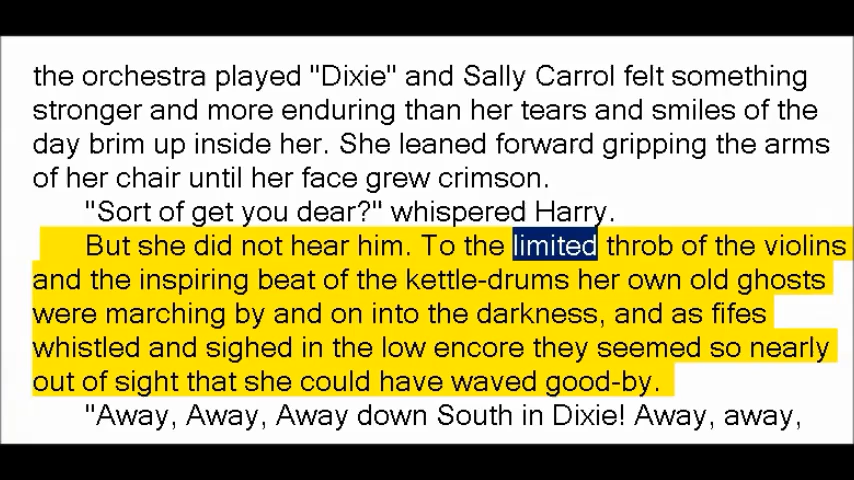 the orchestra played "Dixie" and Sally Carrol felt something
stronger and more enduring than her tears and smiles of the
day brim up inside her. She leaned forward gripping the arms
of her chair until her face grew crimson.
"Sort of get you dear?" whispered Harry.
But she did not hear him. To the limited throb of the violins
and the inspiring beat of the kettle-drums her own old ghosts
were marching by and on into the darkness, and as fifes
whistled and sighed in the low encore they seemed so nearly
out of sight that she could have waved good-by.
"Away, Away, Away down South in Dixie! Away, away,